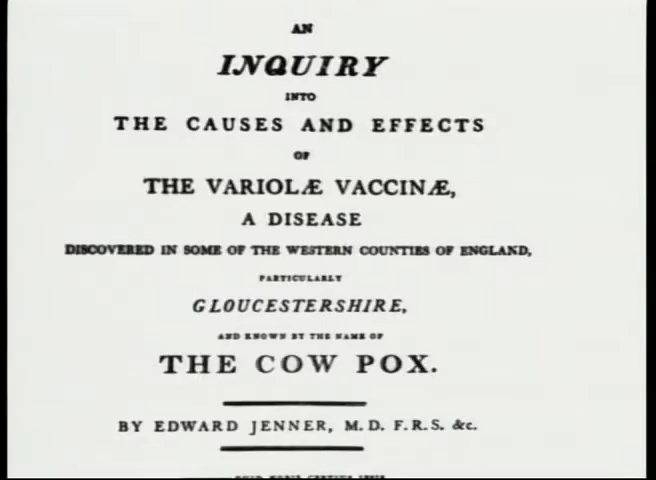 AN
INQUIRY
INTO
THE CAUSES AND EFFECTS
OF
THE VARIOLÆ VACCINÆ,
A DISEASE
DISCOVERED IN SOME OF THE WESTERN COUNTIES OF ENGLAND,
PARTICULARLY
GLOUCESTERSHIRE,
AND KNOWN BY THE NAME OF
THE COW POX.
BY EDWARD JENNER, M.D. F.R.S. &c.